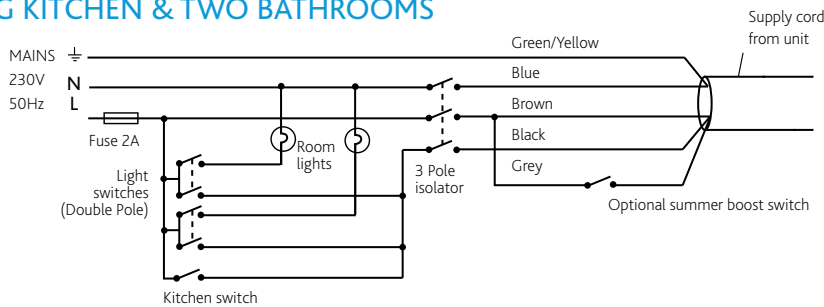 G KITCHEN & TWO BATHROOMS
Supply cord
from unit
MAINS
230V N
50Hz L
Green/Yellow
Blue
Brown
Black
Grey
Fuse 2A
Room
lights
3 Pole
isolator
Light
switches
(Double Pole)
Optional summer boost switch
Kitchen switch